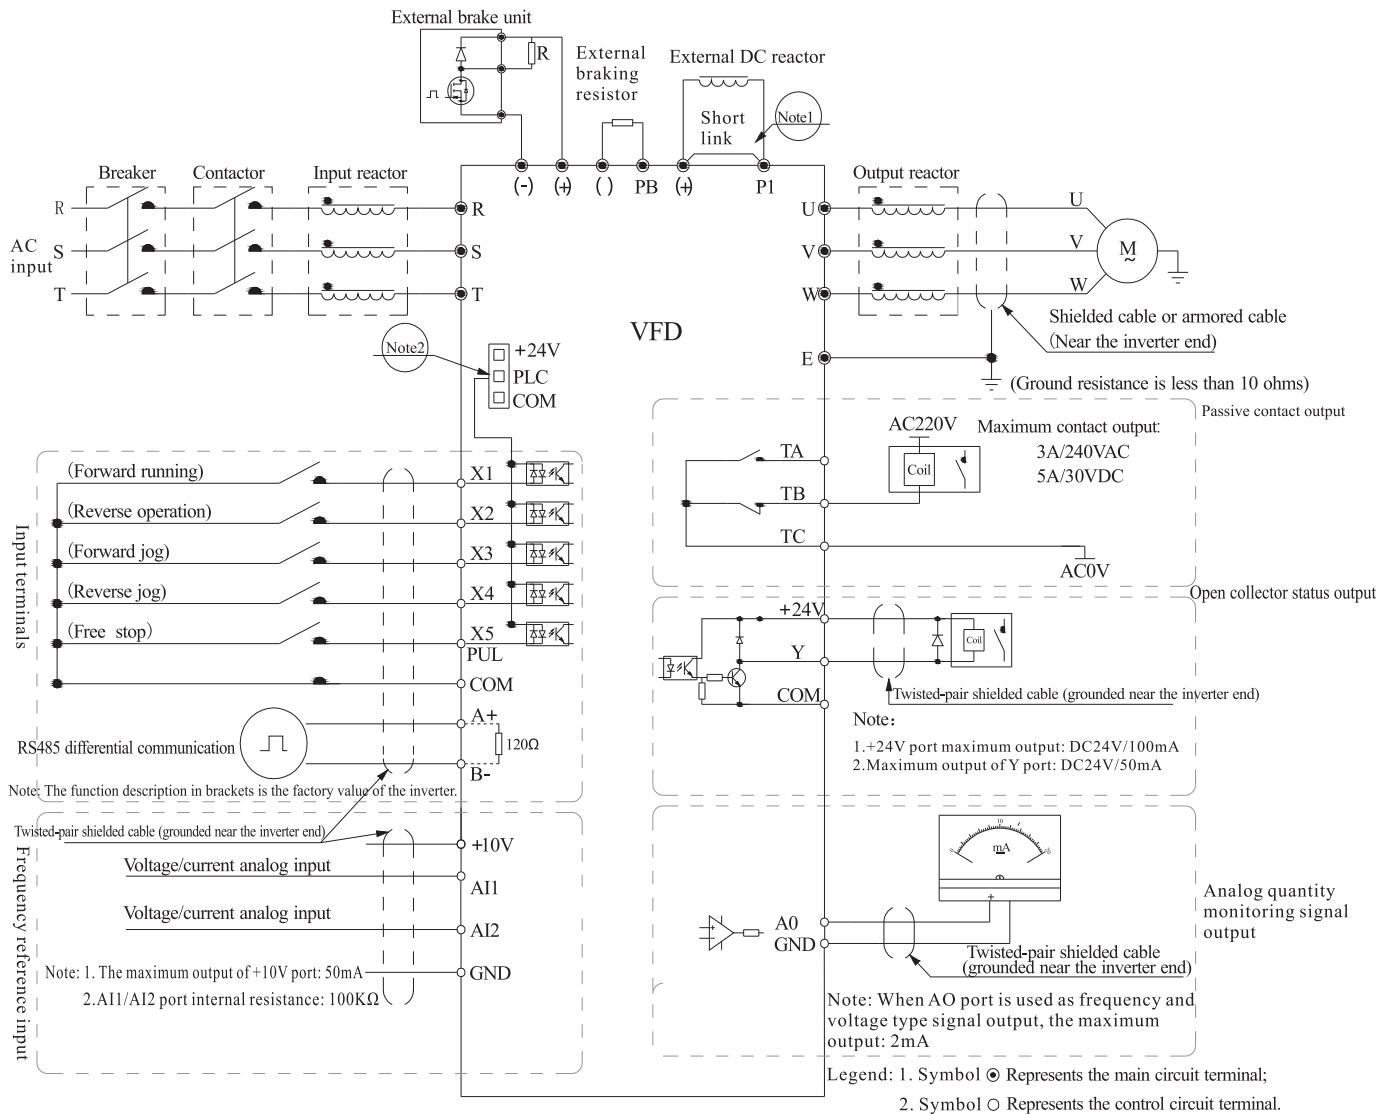 External brake unit
R
External
braking
resistor
External DC reactor
Short
link
Note1
(-)
(+)
( )
PB
(+)
P1
Breaker
Contactor
Input reactor
Output reactor
AC
input
R
S
T
R
S
T
U
V
W
U
V
W
M
~
VFD
E
Shielded cable or armored cable
(Near the inverter end)
(Ground resistance is less than 10 ohms)
Note2
+24V
PLC
COM
Passive contact output
TA
TB
TC
AC220V
Coil
Maximum contact output:
3A/240VAC
5A/30VDC
AC0V
Input terminals
(Forward running)
X1
(Reverse operation)
X2
(Forward jog)
X3
(Reverse jog)
X4
(Free stop)
X5
PUL
COM
RS485 differential communication
A+
120Ω
B-
Note: The function description in brackets is the factory value of the inverter.
Open collector status output
+24V
Y
COM
Coil
Twisted-pair shielded cable (grounded near the inverter end)
Note:
1.+24V port maximum output: DC24V/100mA
2.Maximum output of Y port: DC24V/50mA
Twisted-pair shielded cable (grounded near the inverter end)
Frequency reference input
+10V
Voltage/current analog input
AI1
Voltage/current analog input
AI2
Note: 1. The maximum output of +10V port: 50mA
GND
2.AI1/AI2 port internal resistance: 100KΩ
0
10
20
mA
+
A0
GND
Analog quantity
monitoring signal
output
Twisted-pair shielded cable
(grounded near the inverter end)
Note: When AO port is used as frequency and
voltage type signal output, the maximum
output: 2mA
Legend: 1. Symbol ◉ Represents the main circuit terminal;
2. Symbol ○ Represents the control circuit terminal.